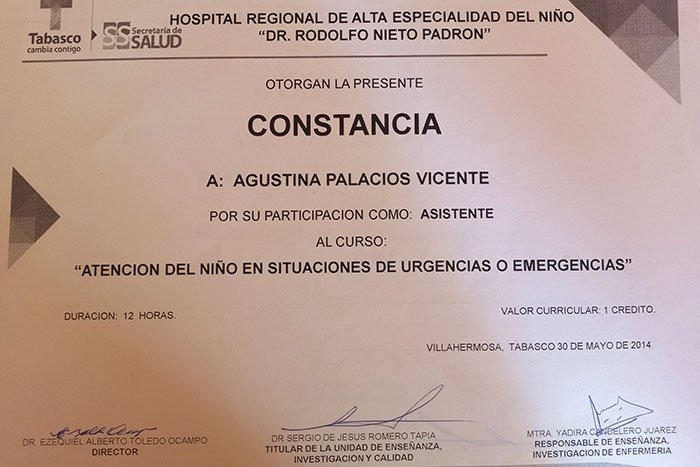 Tabasco
cambia contigo
SS Secretaría de
SALUD
HOSPITAL REGIONAL DE ALTA ESPECIALIDAD DEL NIÑO
“DR. RODOLFO NIETO PADRON”
OTORGAN LA PRESENTE
CONSTANCIA
A: AGUSTINA PALACIOS VICENTE
POR SU PARTICIPACION COMO: ASISTENTE
AL CURSO:
“ATENCION DEL NIÑO EN SITUACIONES DE URGENCIAS O EMERGENCIAS”
DURACION: 12 HORAS.
VALOR CURRICULAR: 1 CREDITO.
VILLAHERMOSA, TABASCO 30 DE MAYO DE 2014.
DR. EZEQUIEL ALBERTO TOLEDO OCAMPO
DIRECTOR
DR SERGIO DE JESUS ROMERO TAPIA
TITULAR DE LA UNIDAD DE ENSEÑANZA,
INVESTIGACIÓN Y CALIDAD
MTRA. YADIRA CANDELERO JUAREZ
RESPONSABLE DE ENSEÑANZA,
INVESTIGACION DE ENFERMERIA